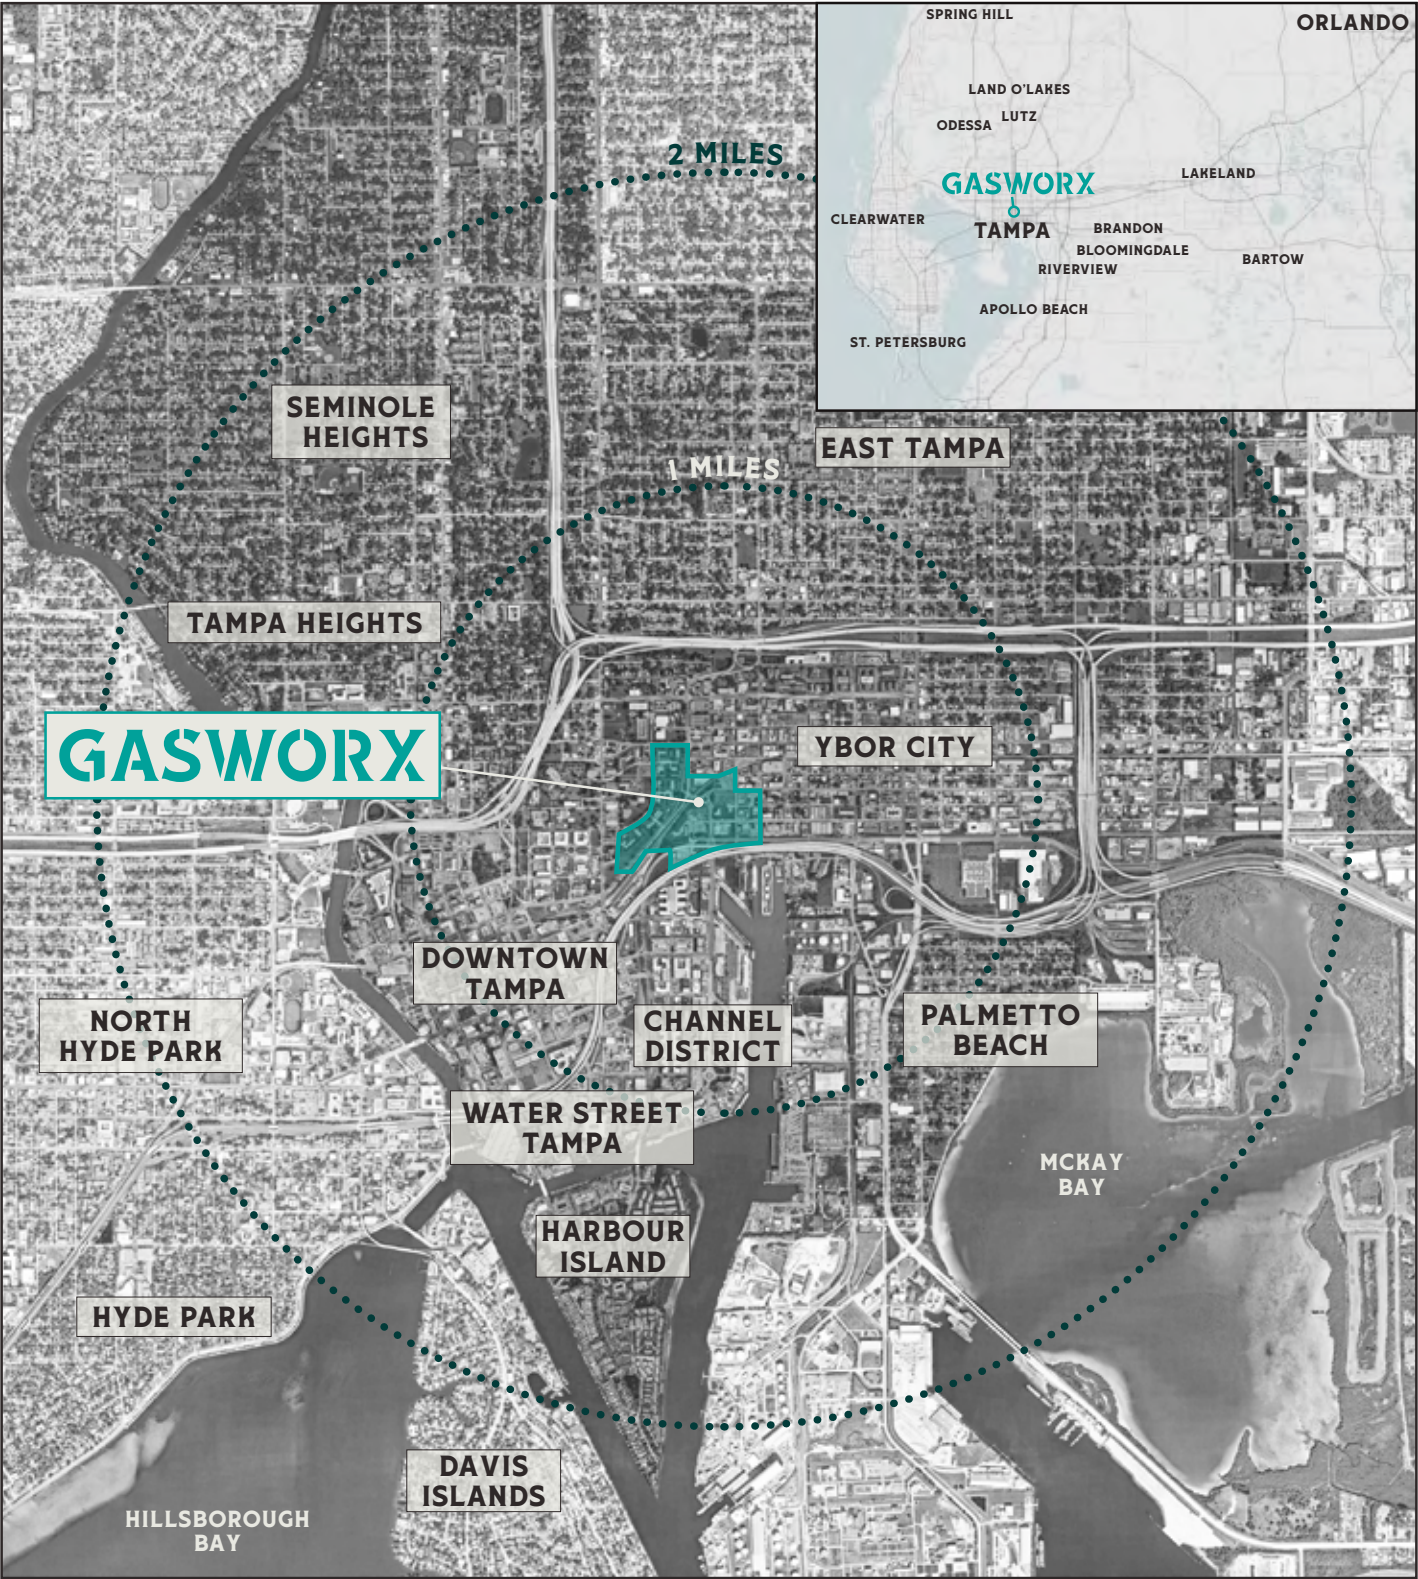 SPRING HILL
ORLANDO
LAND O'LAKES
LUTZ
ODESSA
LAKELAND
GASWORX
CLEARWATER
TAMPA
BRANDON
BLOOMINGDALE
BARTOW
RIVERVIEW
APOLLO BEACH
ST. PETERSBURG
2 MILES
SEMINOLE
HEIGHTS
EAST TAMPA
1 MILES
TAMPA HEIGHTS
GASWORX
YBOR CITY
DOWNTOWN
TAMPA
NORTH
HYDE PARK
CHANNEL
DISTRICT
PALMETTO
BEACH
WATER STREET
TAMPA
MCKAY
BAY
HARBOUR
ISLAND
HYDE PARK
DAVIS
ISLANDS
HILLSBOROUGH
BAY